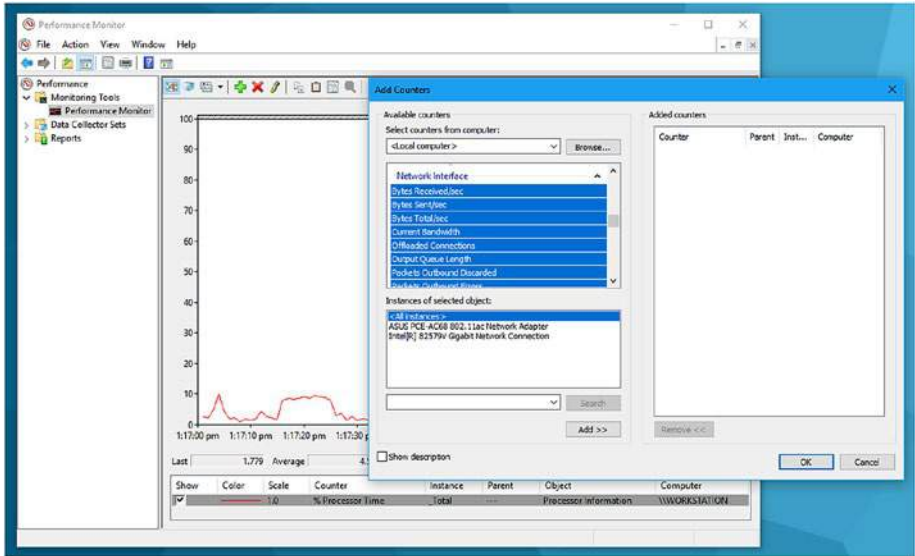 Performance Monitor
File Action View Window Help
Performance
Monitoring Tools
Performance Monitor
Data Collector Sets
Reports
100
90
80
70
60
50
40
30
20
10
0
1:17:00 pm 1:17:10 pm 1:17:20 pm 1:17:30 p
Last 1.779 Average 4.
Show Color Scale Counter Instance Parent Object Computer
1.0 % Processor Time _Total --- Processor Information \\WORKSTATION
Add Counters
Available counters
Select counters from computer:
<Local computer> Browse...
Network Interface
Bytes Received/sec
Bytes Sent/sec
Bytes Total/sec
Current Bandwidth
Offloaded Connections
Output Queue Length
Packets Outbound Discarded
Packets Outbound Errors
Instances of selected object:
<All instances>
ASUS PCE-AC68 802.11ac Network Adapter
Intel[R] 82579V Gigabit Network Connection
Search
Add >>
Show description
Added counters
Counter Parent Inst... Computer
Remove <<
OK Cancel